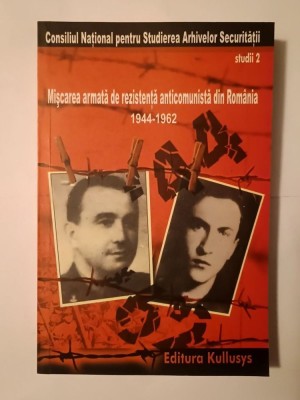 Consiliul Național pentru Studierea Arhivelor Securității
studii 2
Mișcarea armată de rezistență anticomunistă din România
1944-1962
Editura Kullusys